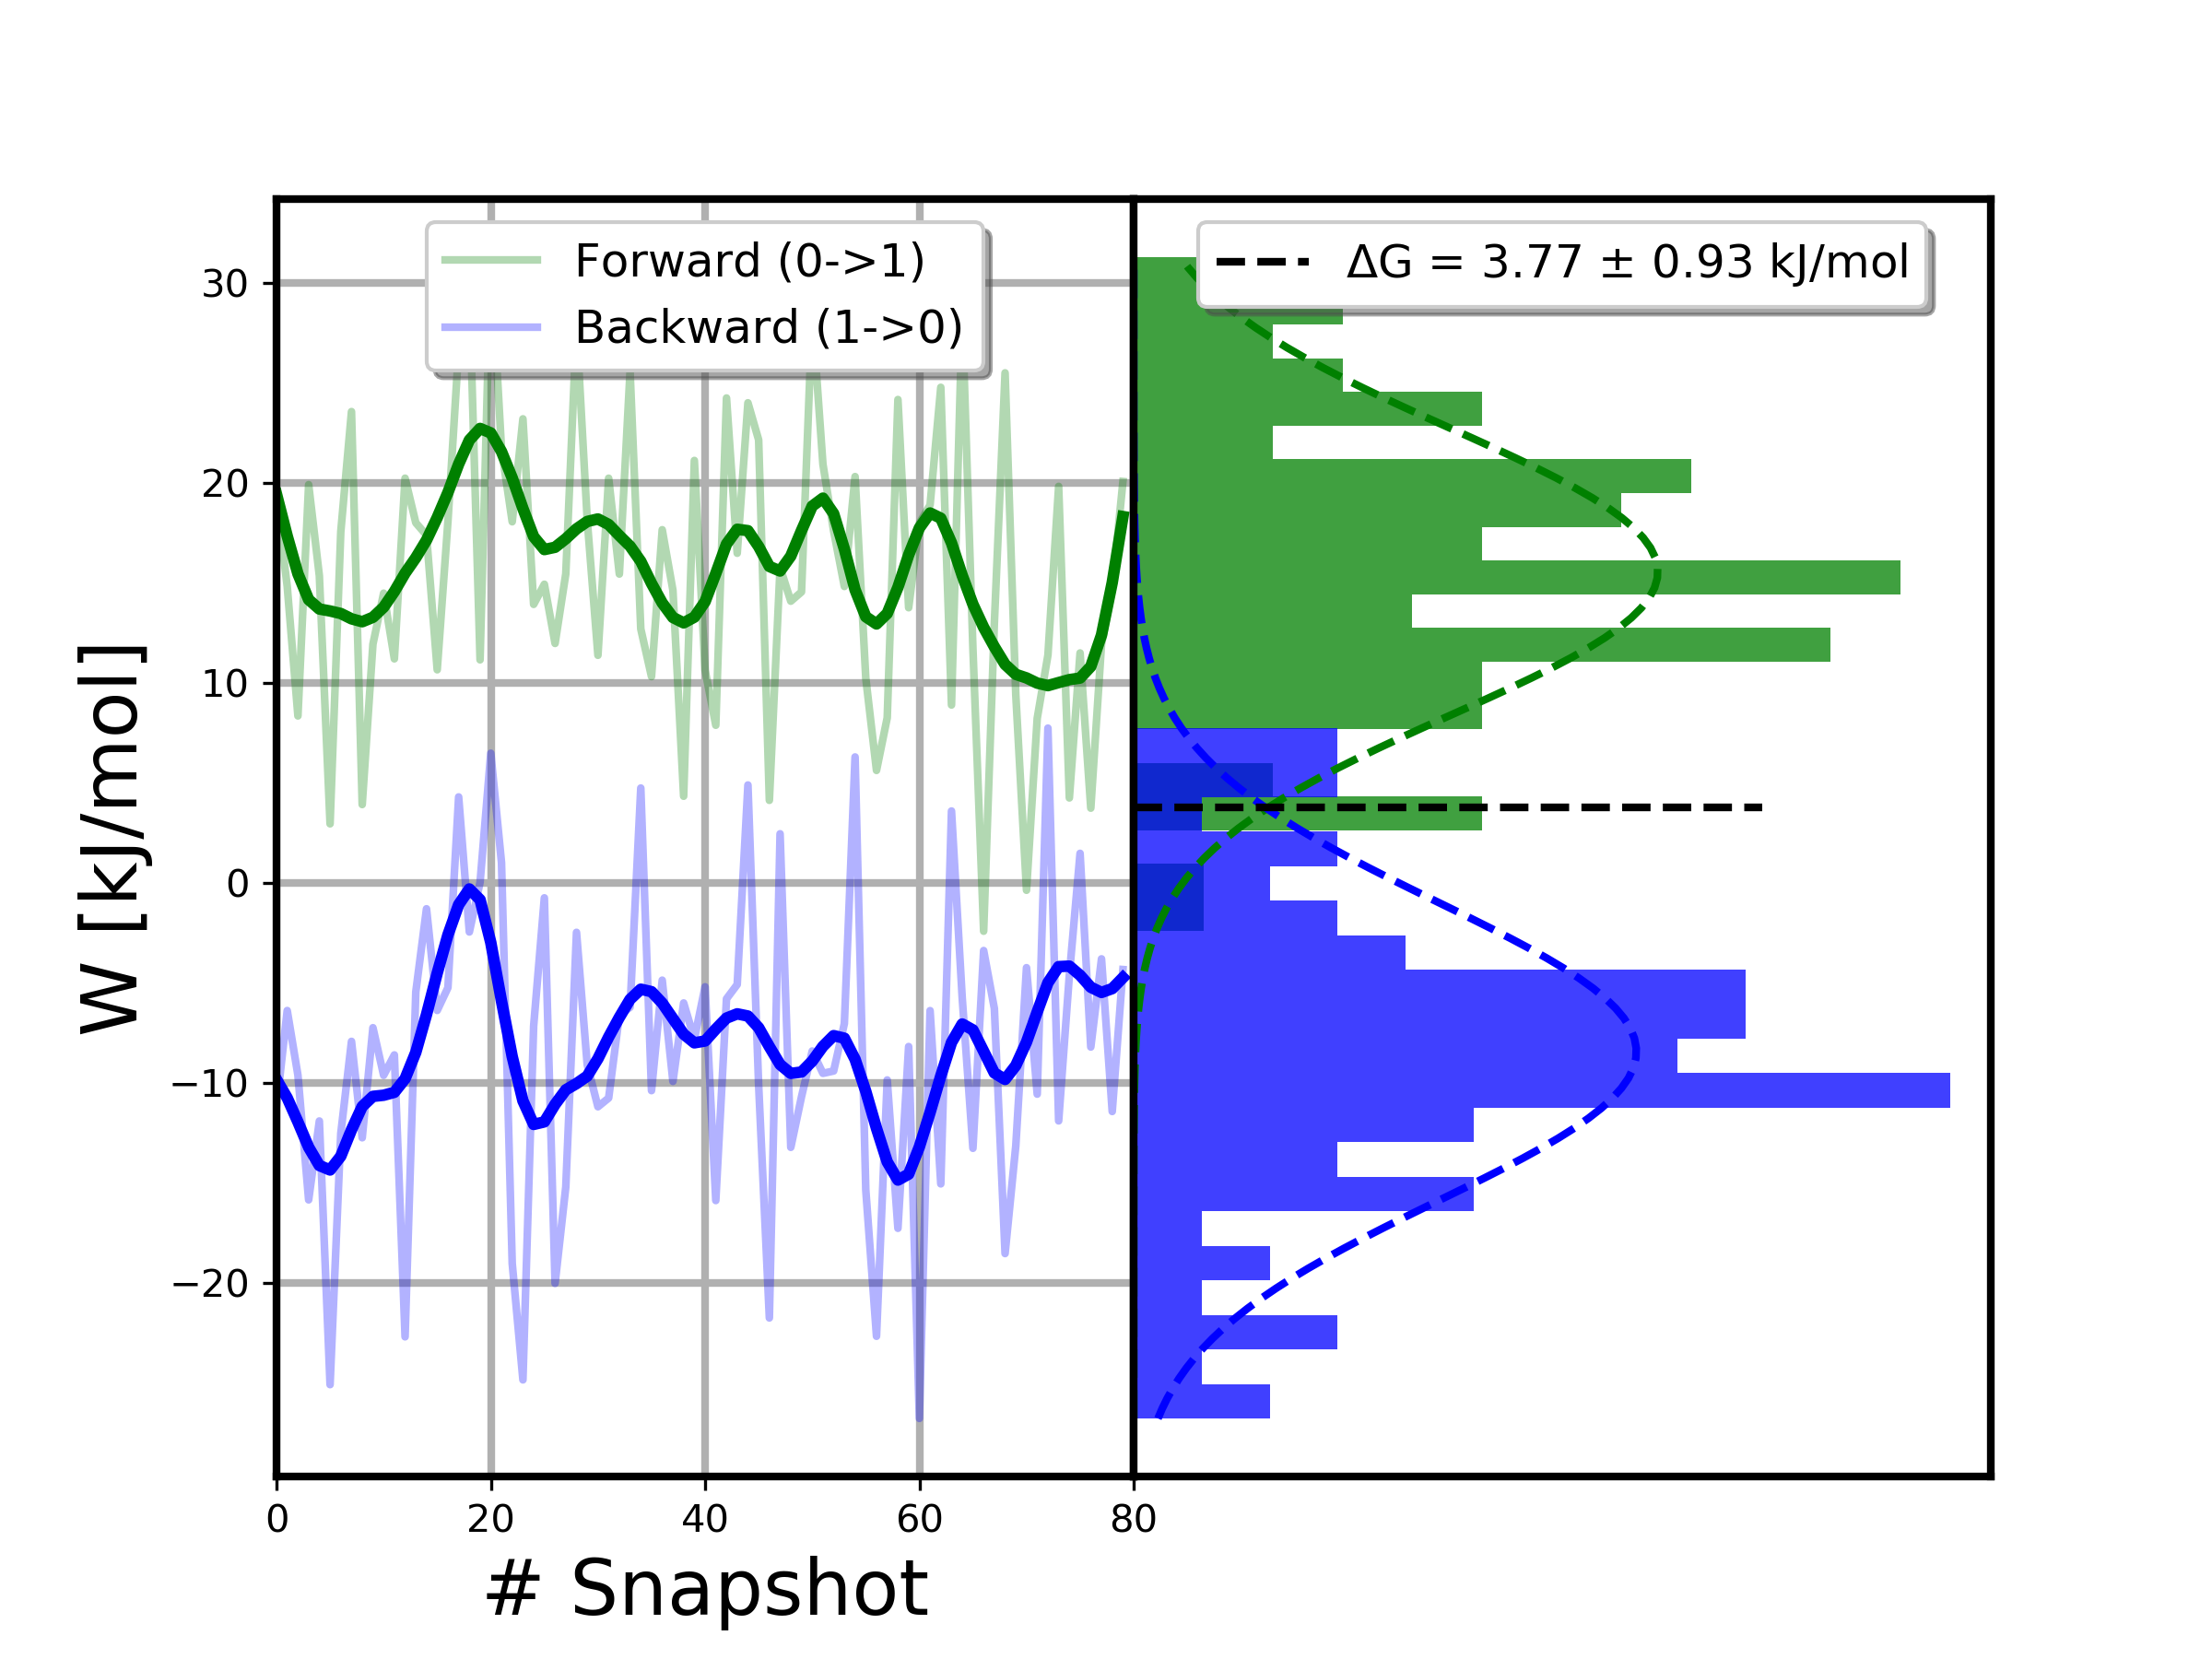 Forward (0->1)
Backward (1->0)
ΔG = 3.77 ± 0.93 kJ/mol
W [kJ/mol]
30
20
10
0
−10
−20
0
20
40
60
80
# Snapshot